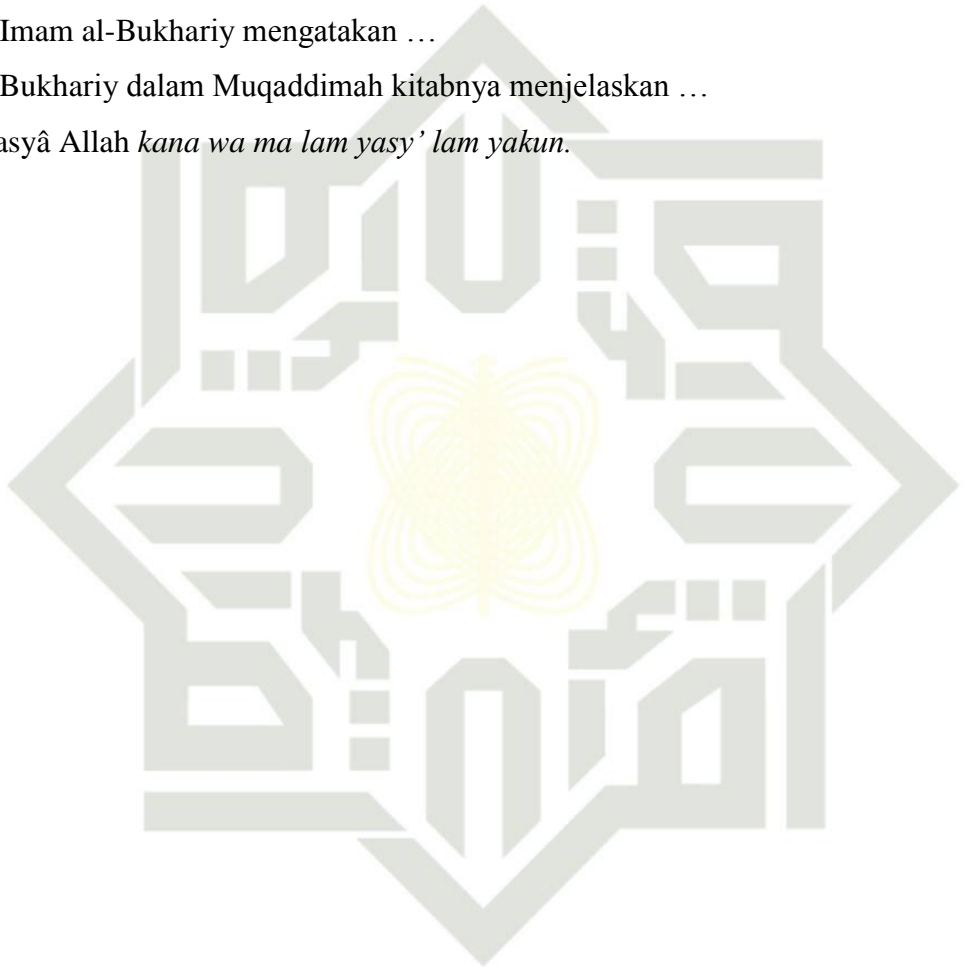 Imam al-Bukhariy mengatakan …
Bukhariy dalam Muqaddimah kitabnya menjelaskan …
asyâ Allah kana wa ma lam yasy’ lam yakun.